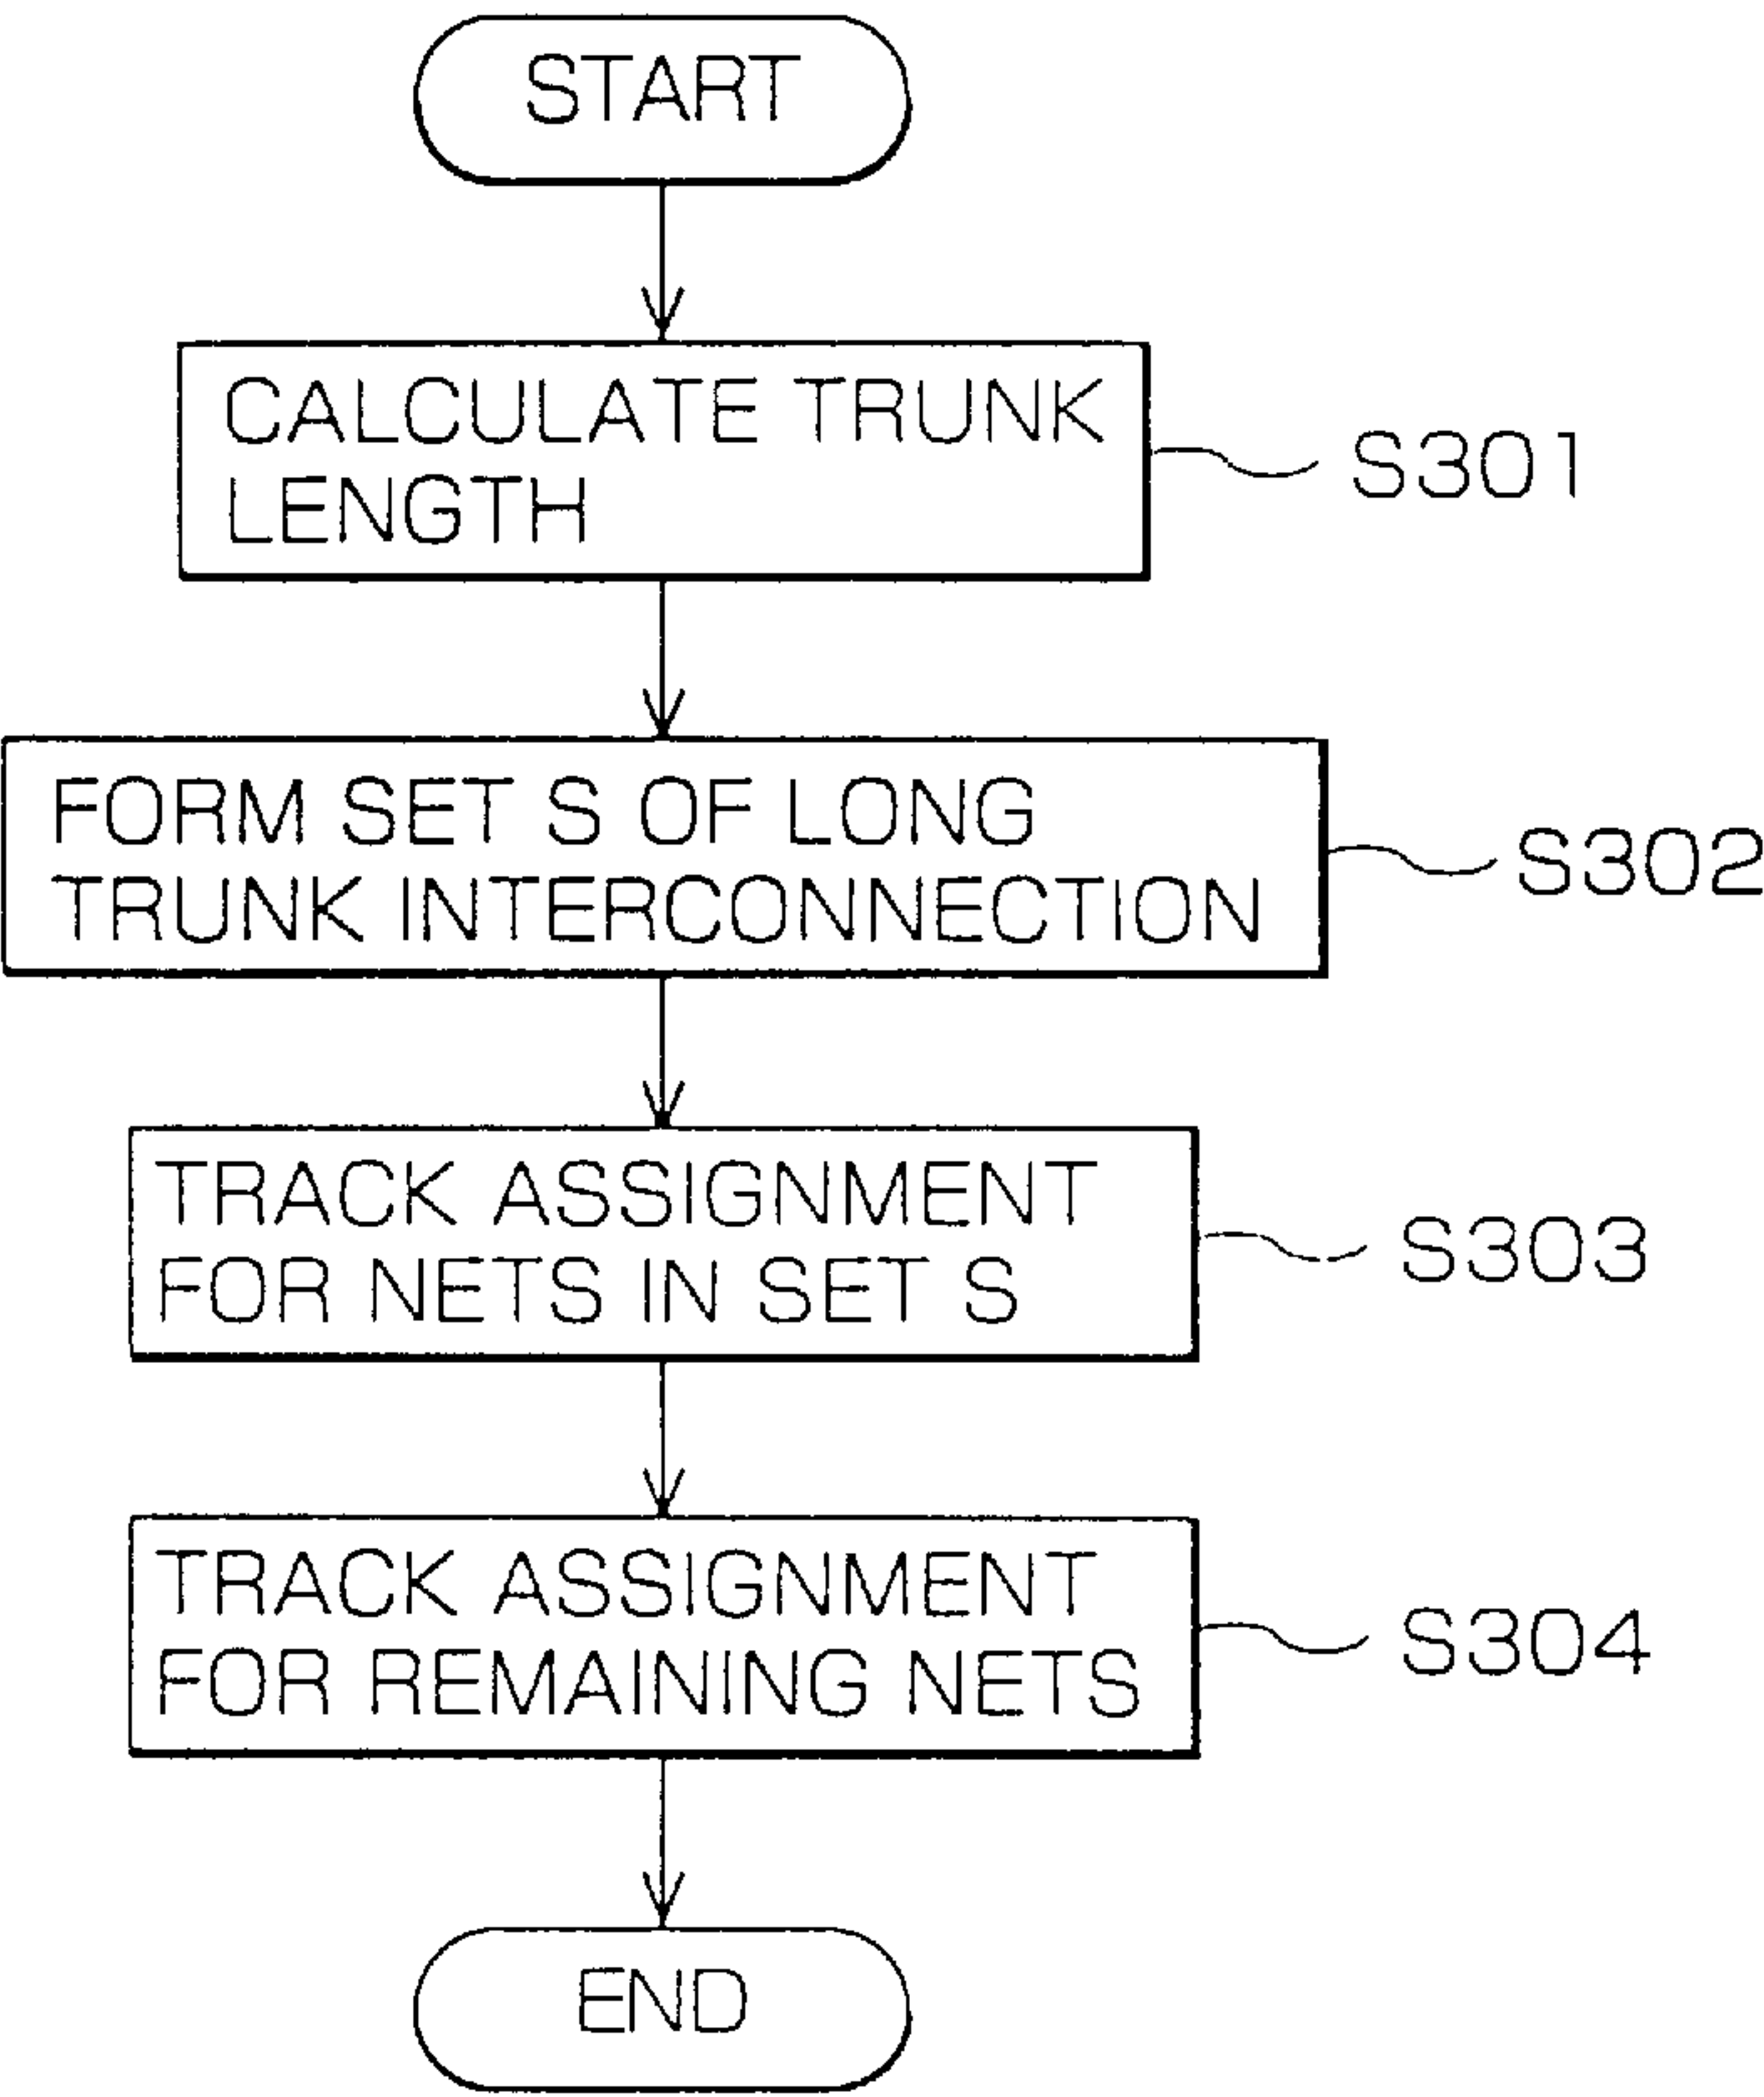 START
CALCULATE TRUNK
LENGTH
S301
FORM SET S OF LONG
TRUNK INTERCONNECTION
S302
TRACK ASSIGNMENT
FOR NETS IN SET S
S303
TRACK ASSIGNMENT
FOR REMAINING NETS
S304
END